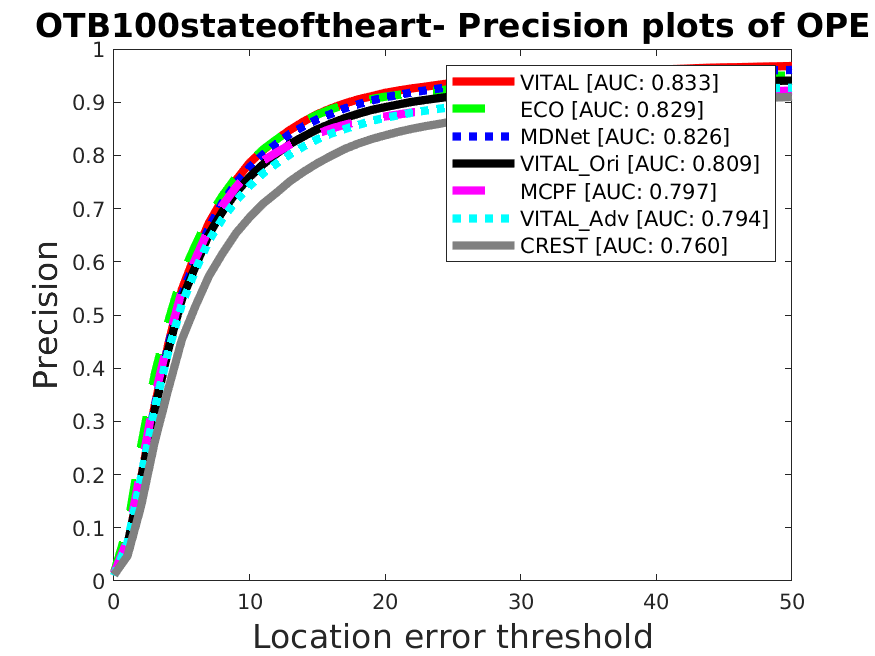 OTB100stateoftheart- Precision plots of OPE
1
0.9
0.8
0.7
0.6
0.5
0.4
0.3
0.2
0.1
0
Precision
VITAL [AUC: 0.833]
ECO [AUC: 0.829]
MDNet [AUC: 0.826]
VITAL_Ori [AUC: 0.809]
MCPF [AUC: 0.797]
VITAL_Adv [AUC: 0.794]
CREST [AUC: 0.760]
0 10 20 30 40 50
Location error threshold